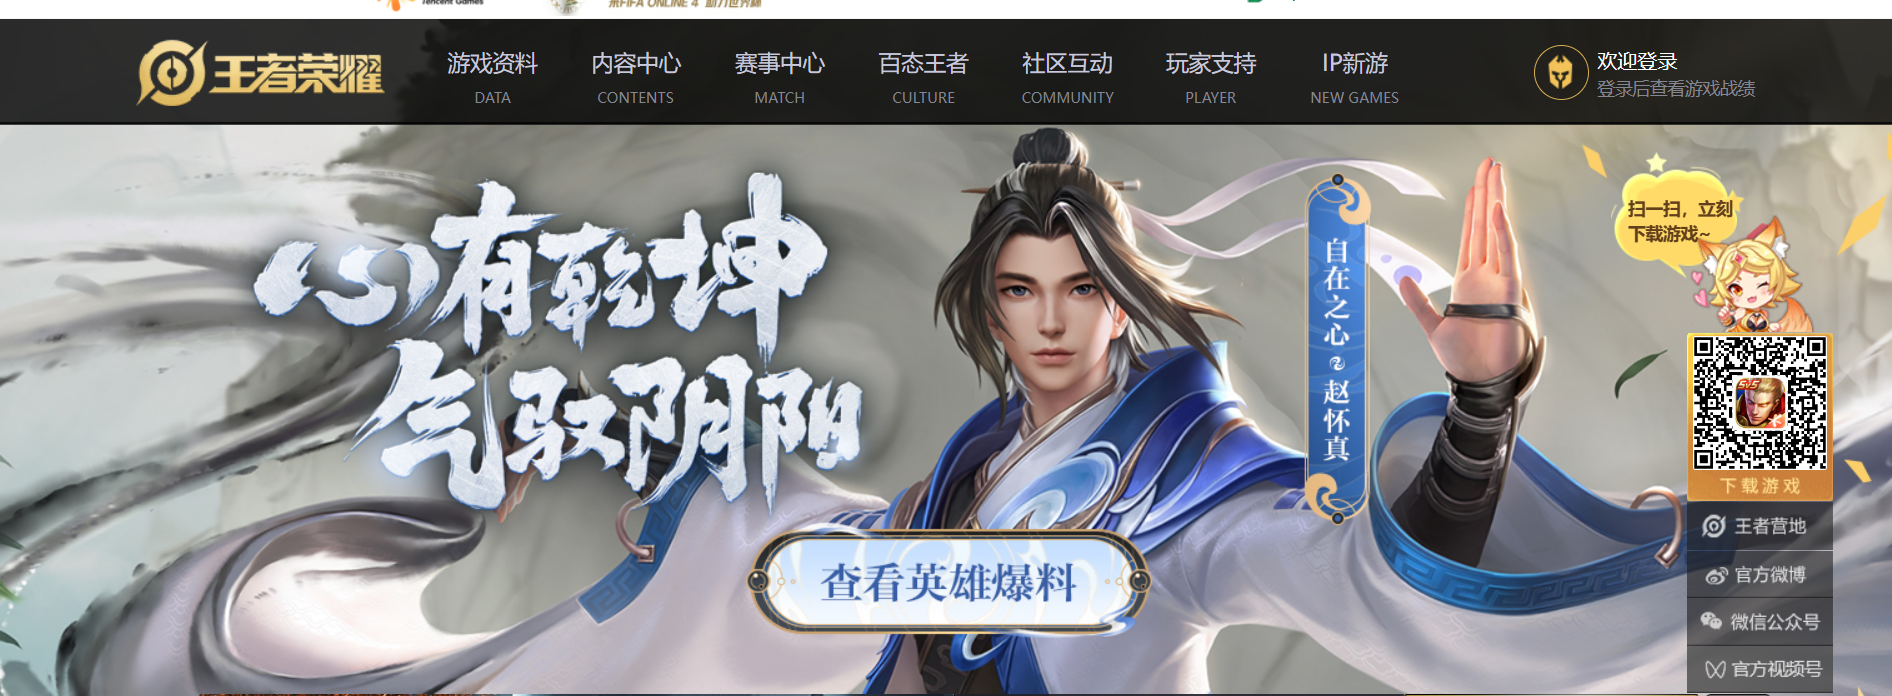 Tencent Games
来FIFA ONLINE 4 助力世界杯
王者荣耀
游戏资料
DATA
内容中心
CONTENTS
赛事中心
MATCH
百态王者
CULTURE
社区互动
COMMUNITY
玩家支持
PLAYER
IP新游
NEW GAMES
欢迎登录
登录后查看游戏战绩
心有乾坤
气驭阴阳
自在之心
赵怀真
查看英雄爆料
扫一扫，立刻
下载游戏~
5V5
下载游戏
王者营地
官方微博
微信公众号
官方视频号